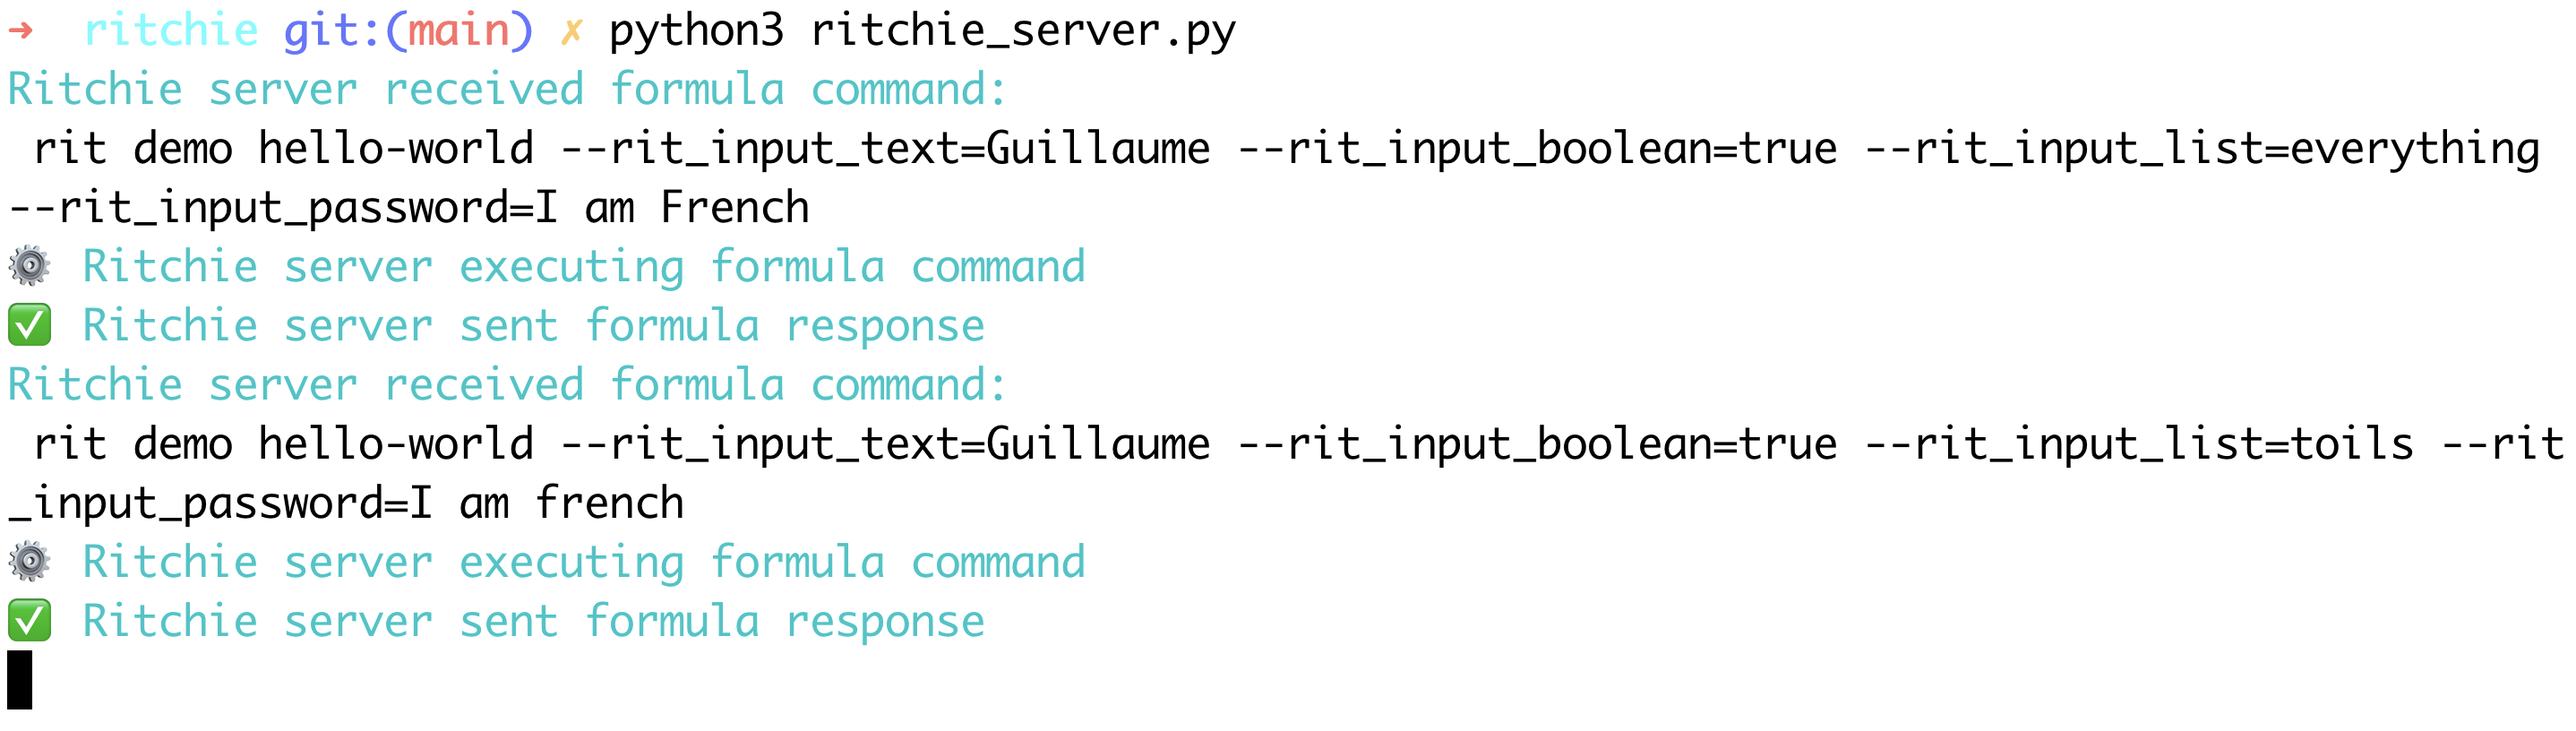 ➜  ritchie git:(main) ✗ python3 ritchie_server.py
Ritchie server received formula command:
 rit demo hello-world --rit_input_text=Guillaume --rit_input_boolean=true --rit_input_list=everything
--rit_input_password=I am French
⚙️ Ritchie server executing formula command
✅ Ritchie server sent formula response
Ritchie server received formula command:
 rit demo hello-world --rit_input_text=Guillaume --rit_input_boolean=true --rit_input_list=toils --rit
_input_password=I am french
⚙️ Ritchie server executing formula command
✅ Ritchie server sent formula response